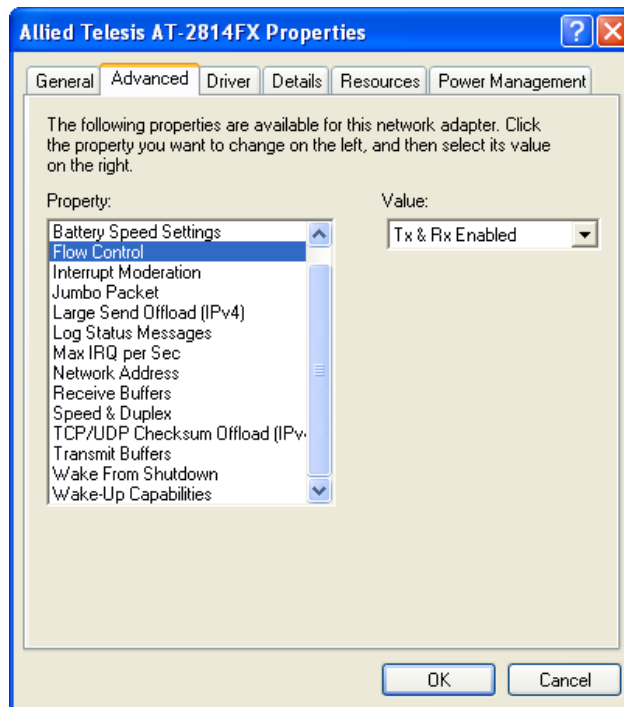 Allied Telesis AT-2814FX Properties
General Advanced Driver Details Resources Power Management
The following properties are available for this network adapter. Click
the property you want to change on the left, and then select its value
on the right.
Property:
Value:
Battery Speed Settings
Flow Control
Interrupt Moderation
Jumbo Packet
Large Send Offload (IPv4)
Log Status Messages
Max IRQ per Sec
Network Address
Receive Buffers
Speed & Duplex
TCP/UDP Checksum Offload (IPv
Transmit Buffers
Wake From Shutdown
Wake-Up Capabilities
Tx & Rx Enabled
OK
Cancel